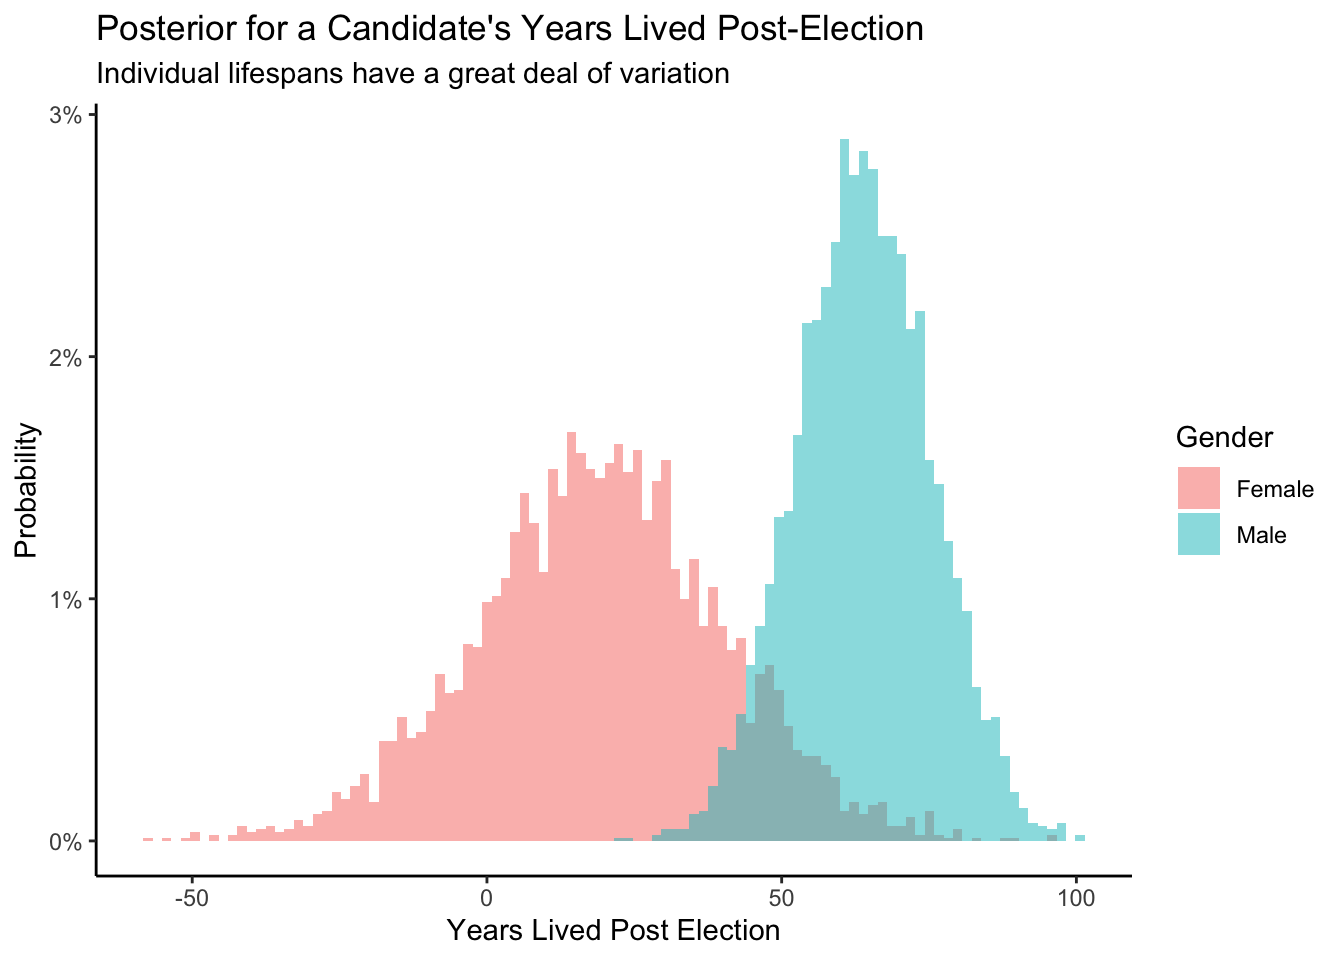 Posterior for a Candidate's Years Lived Post-Election
Individual lifespans have a great deal of variation
3%
2%
1%
0%
Probability
-50
0
50
100
Years Lived Post Election
Gender
Female
Male